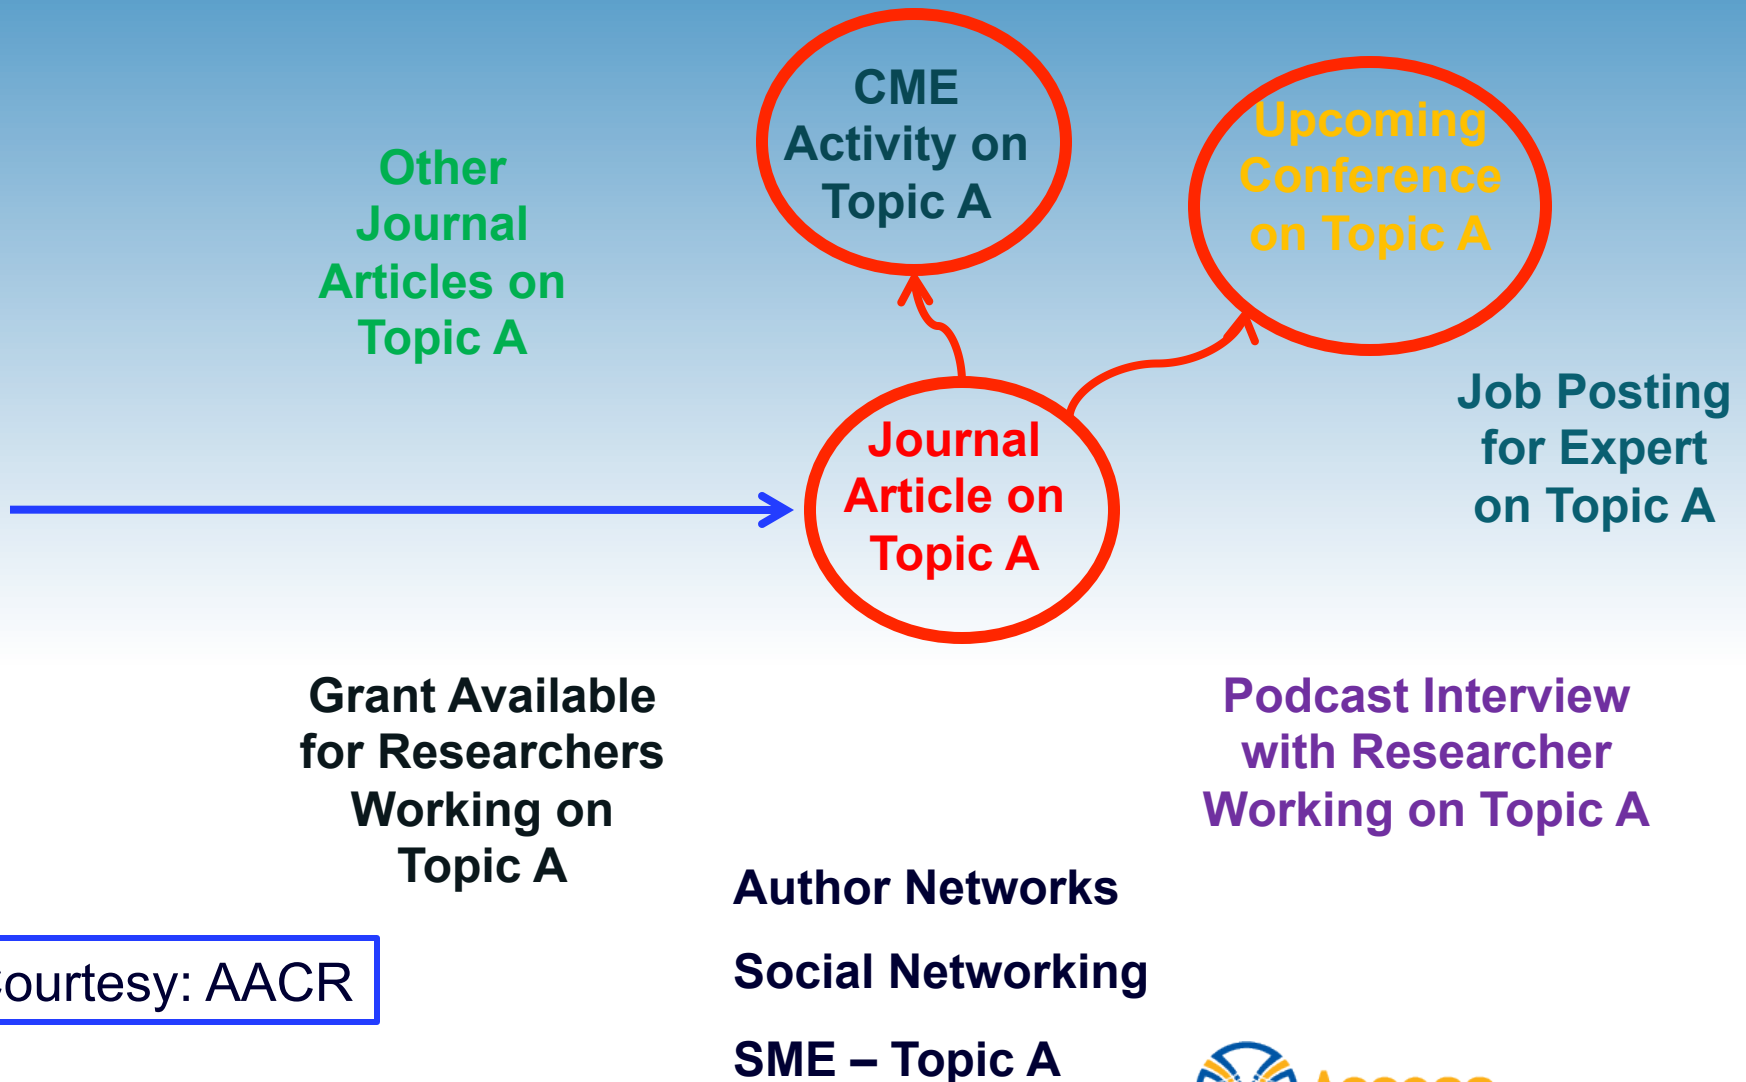 CME
Activity on
Topic A
Upcoming
Conference
on Topic A
Other
Journal
Articles on
Topic A
Journal
Article on
Topic A
Job Posting
for Expert
on Topic A
Grant Available
for Researchers
Working on
Topic A
Podcast Interview
with Researcher
Working on Topic A
Author Networks
Social Networking
SME – Topic A
Courtesy: AACR